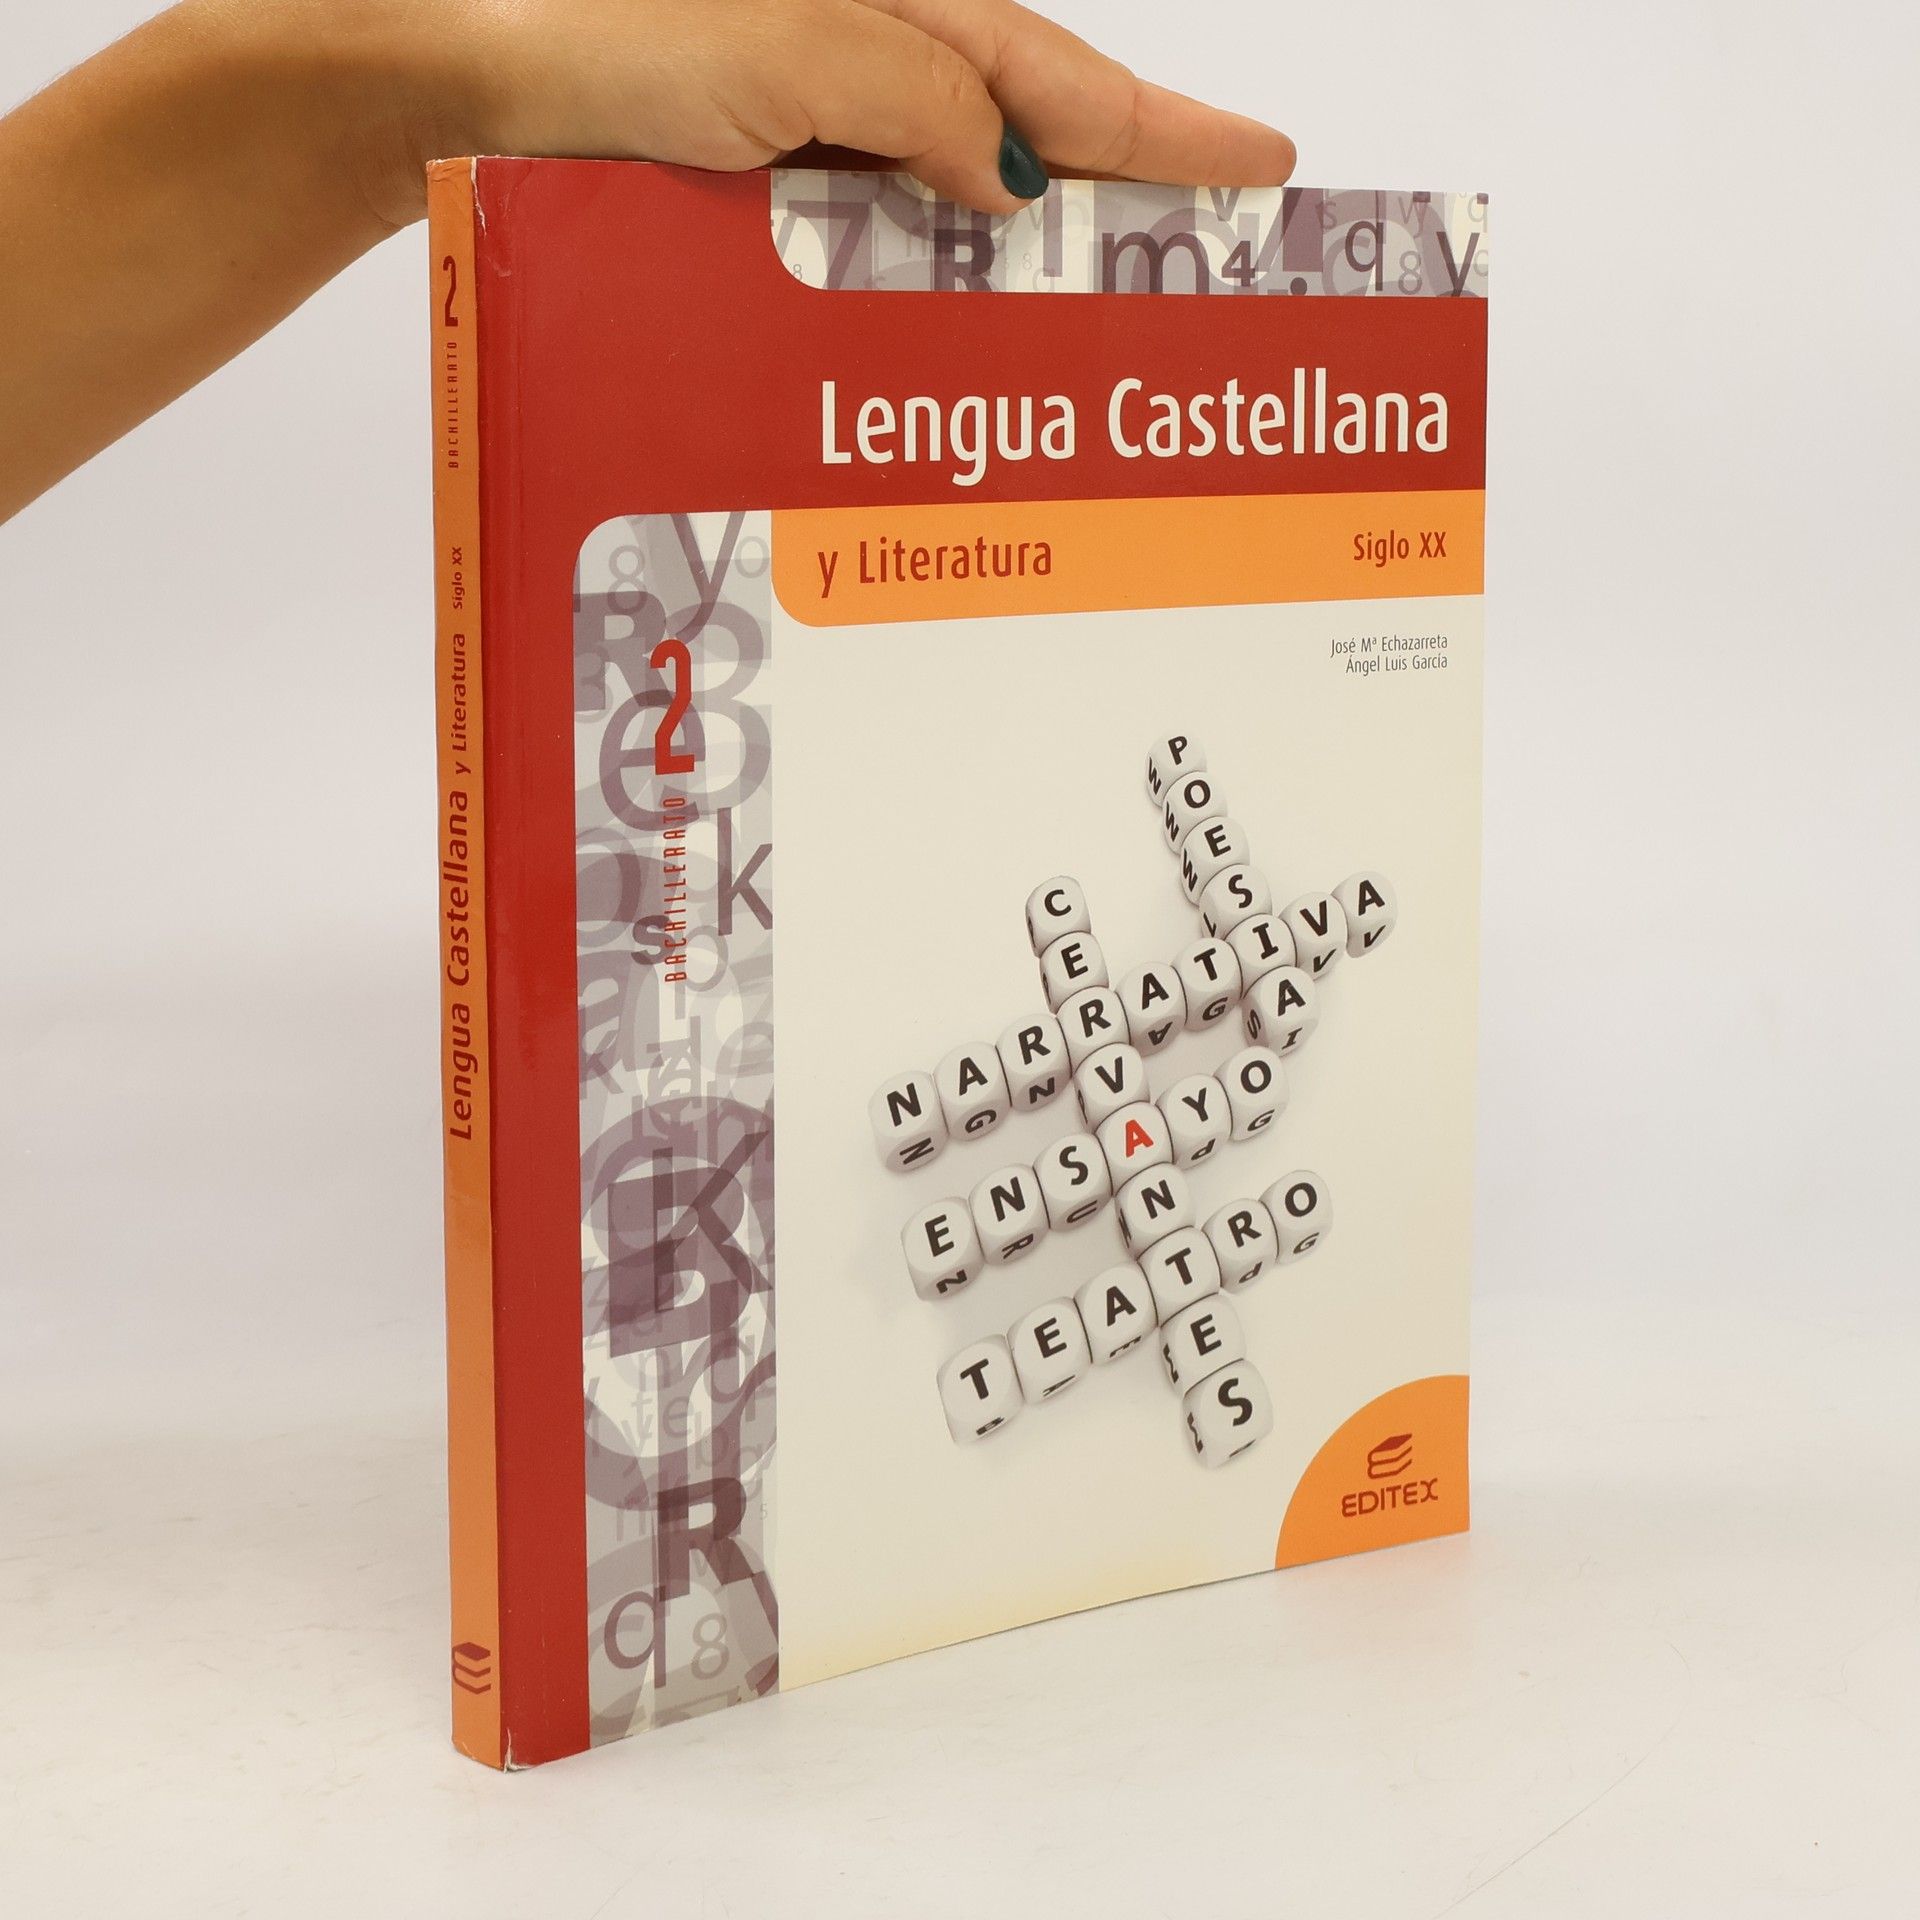 Lengua Castellana
y Literatura
Siglo XX
José Mª Echazarreta
Ángel Luis García
2
BACHILLERATO
POESIA
CERVANTES
NARRATIVA
ENSAYO
TEATRO
EDITEX
Lengua Castellana y Literatura Siglo XX BACHILLERATO 2